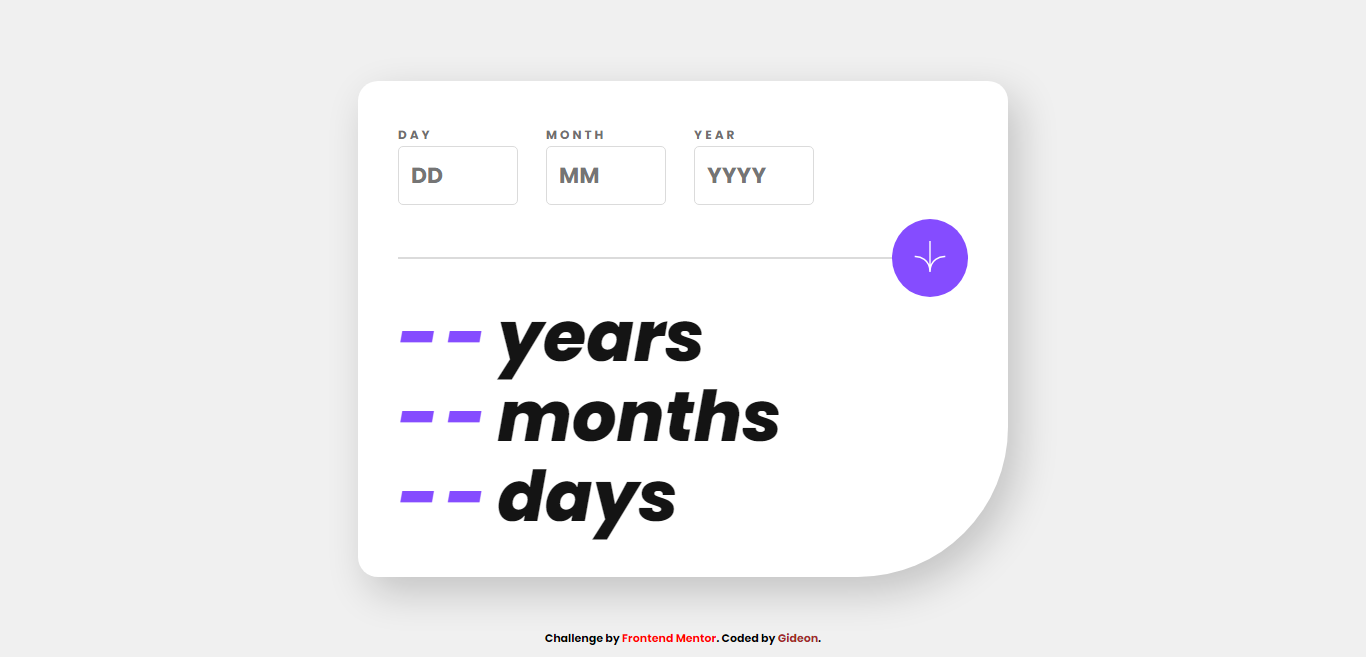 DAY MONTH YEAR
DD MM YYYY
-- years
-- months
-- days
Challenge by Frontend Mentor. Coded by Gideon.